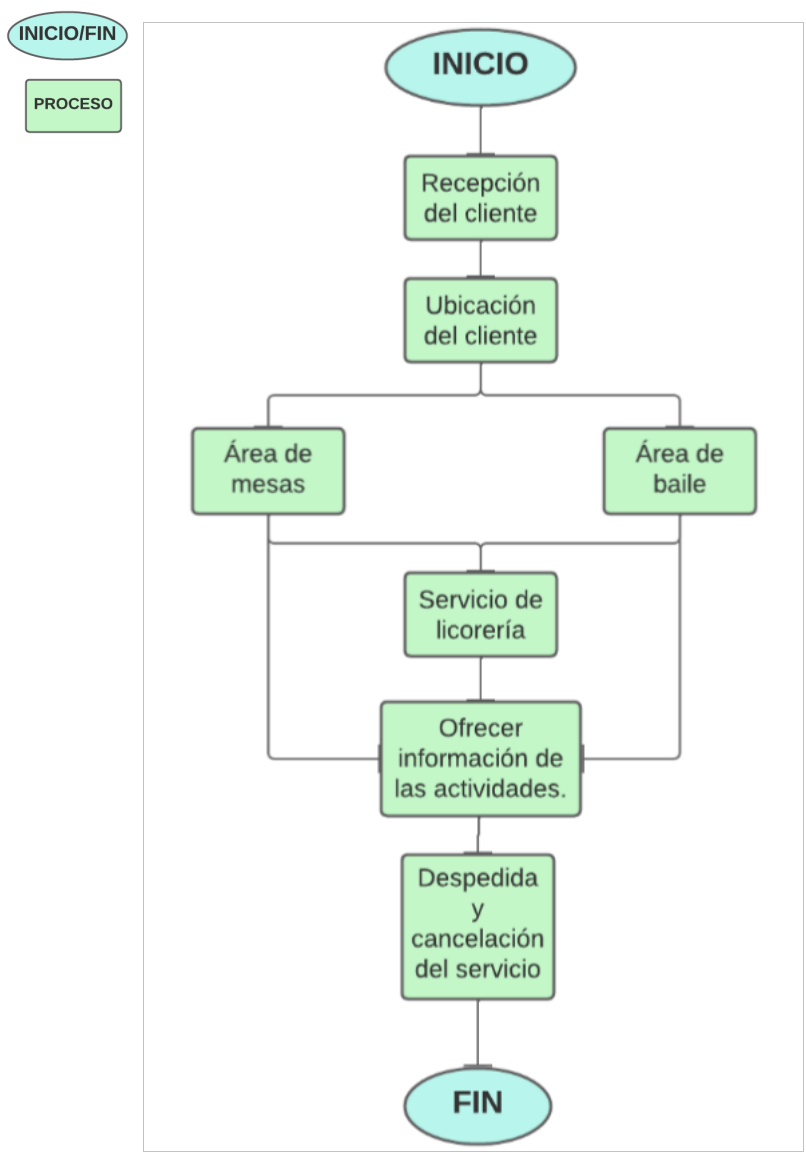 INICIO/FIN
PROCESO
INICIO
Recepción
del cliente
Ubicación
del cliente
Área de
mesas
Área de
baile
Servicio de
licorería
Ofrecer
información de
las actividades.
Despedida
y
cancelación
del servicio
FIN